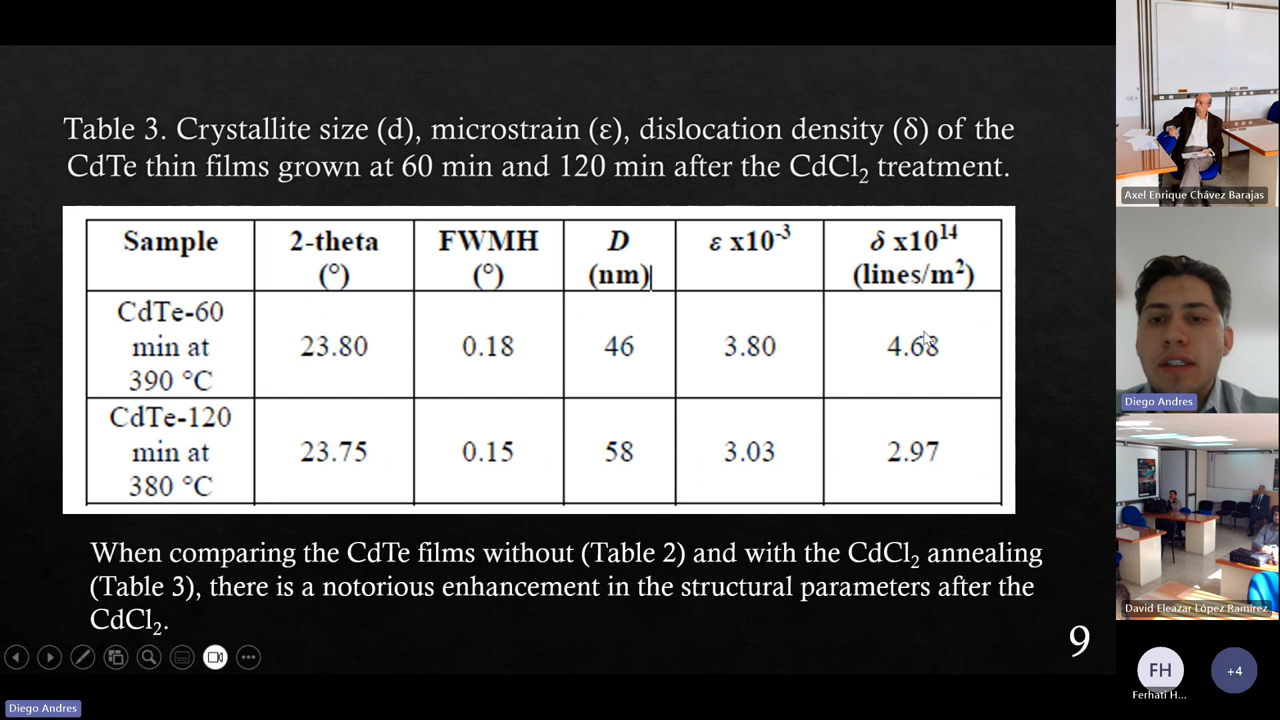 Table 3. Crystallite size (d), microstrain (ε), dislocation density (δ) of the
CdTe thin films grown at 60 min and 120 min after the CdCl₂ treatment.
Sample 2-theta (°) FWMH (°) D (nm) ε x10⁻³ δ x10¹⁴ (lines/m²)
CdTe-60 min at 390 °C 23.80 0.18 46 3.80 4.68
CdTe-120 min at 380 °C 23.75 0.15 58 3.03 2.97
When comparing the CdTe films without (Table 2) and with the CdCl₂ annealing
(Table 3), there is a notorious enhancement in the structural parameters after the
CdCl₂.
9
Diego Andres
Axel Enrique Chávez Barajas
Diego Andres
David Eleazar López Ramírez
FH
Ferhati H...
+4